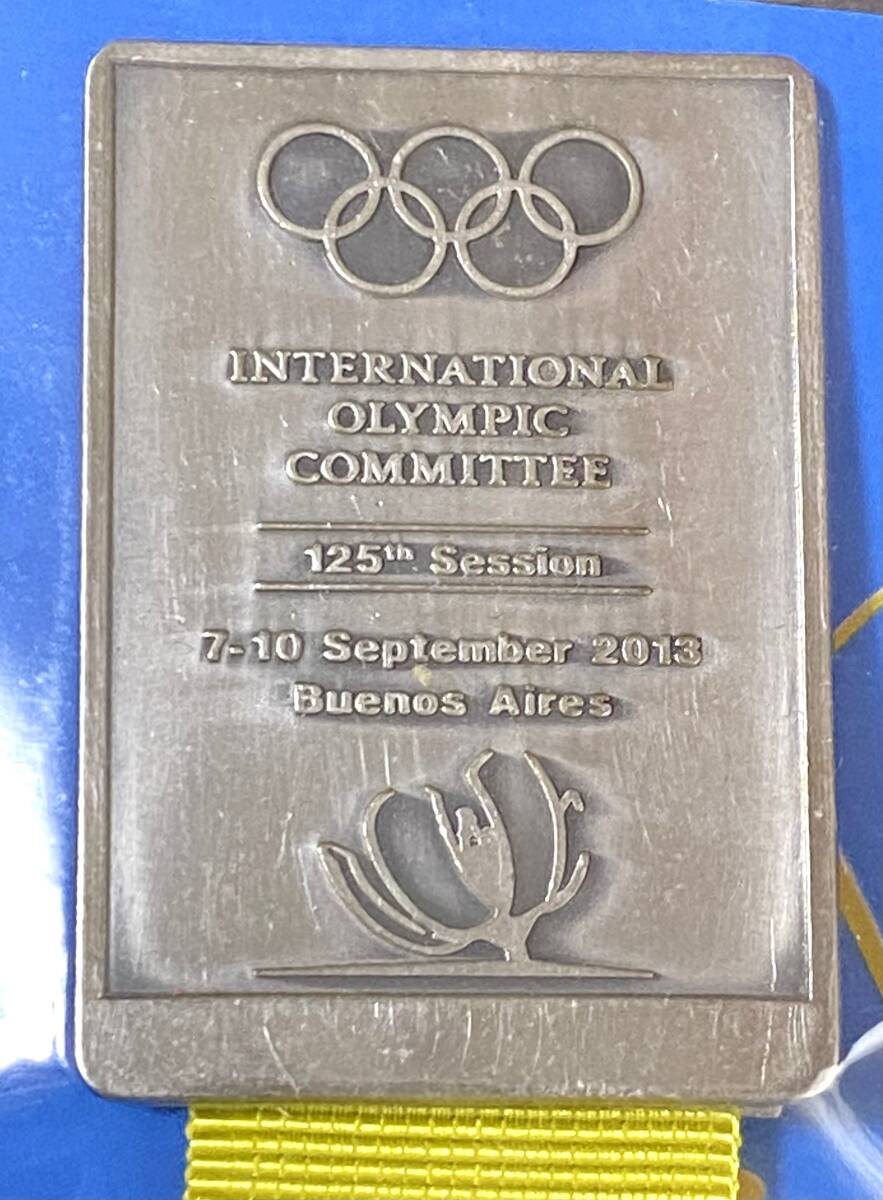 INTERNATIONAL
OLYMPIC
COMMITTEE
125th Session
7-10 September 2013
Buenos Aires